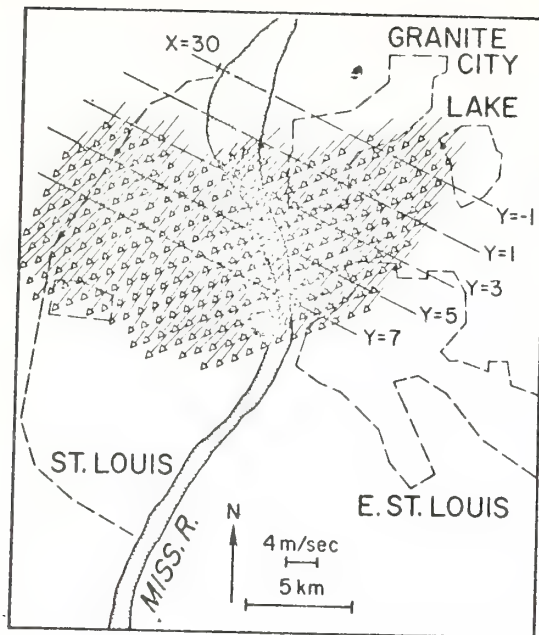 X=30
GRANITE
CITY
LAKE
Y=-1
Y=1
Y=3
Y=5
Y=7
ST. LOUIS
E. ST. LOUIS
MISS. R.
N
4 m/sec
5 km